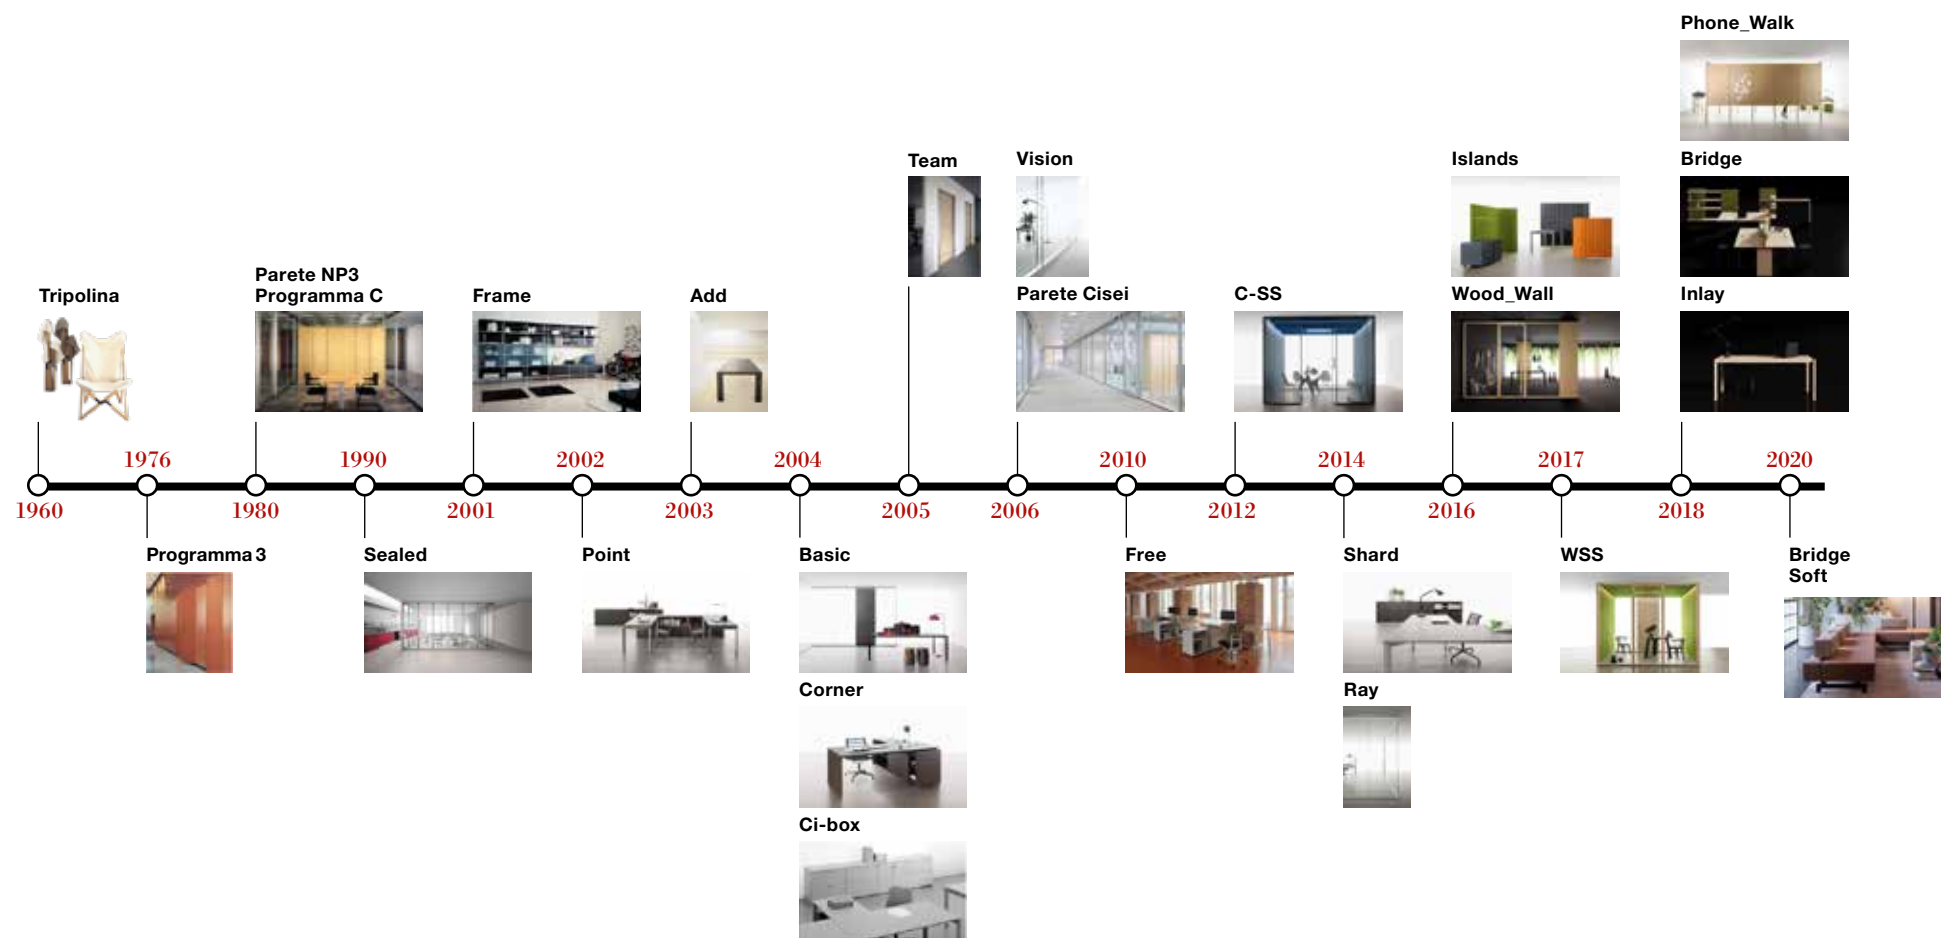 Phone_Walk
Team
Vision
Islands
Bridge
Parete NP3
Programma C
Tripolina
Frame
Add
Parete Cisei
C-SS
Wood_Wall
Inlay
1976
1990
2002
2004
2010
2014
2017
2020
1960
1980
2001
2003
2005
2006
2012
2016
2018
Programma 3
Sealed
Point
Basic
Free
Shard
WSS
Bridge
Soft
Corner
Ray
Ci-box